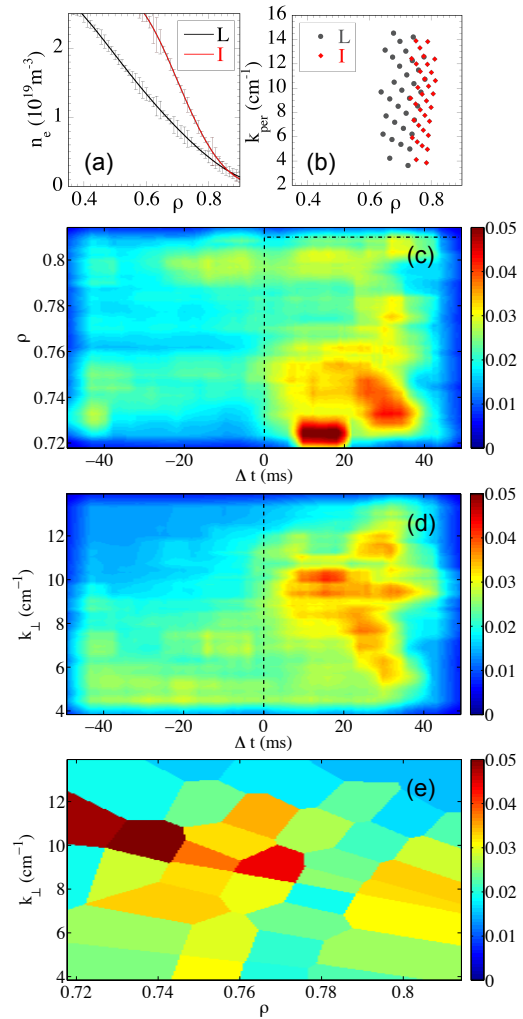 L
I
n_e (10^19 m^-3)
2
1
0
(a)
0.4 0.6 0.8
ρ
L
I
k_per (cm^-1)
16
14
12
10
8
6
4
2
(b)
0.4 0.6 0.8
ρ
(c)
ρ
0.8
0.78
0.76
0.74
0.72
−40 −20 0 20 40
Δ t (ms)
0.05
0.04
0.03
0.02
0.01
0
(d)
k_⊥ (cm^-1)
12
10
8
6
4
−40 −20 0 20 40
Δ t (ms)
0.05
0.04
0.03
0.02
0.01
0
(e)
k_⊥ (cm^-1)
12
10
8
6
4
0.72 0.74 0.76 0.78 0.8
ρ
0.05
0.04
0.03
0.02
0.01
0